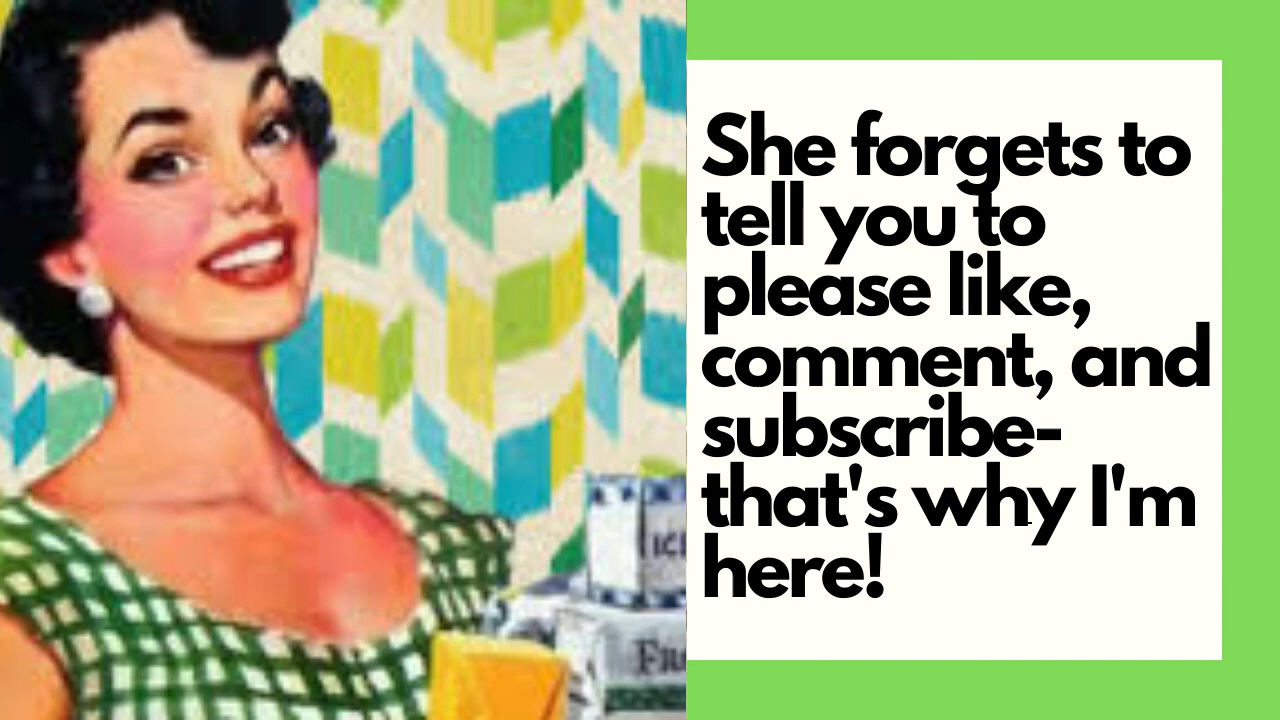 She forgets to
tell you to
please like,
comment, and
subscribe-
that's why I'm
here!